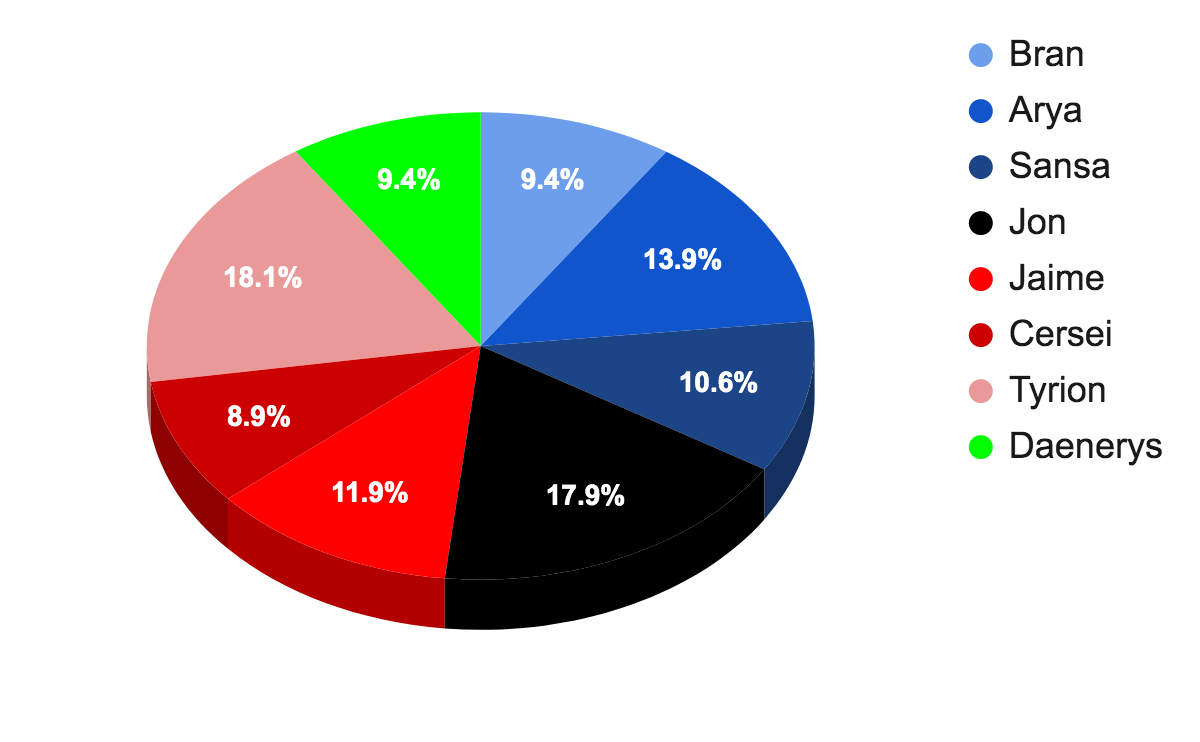 Bran
Arya
Sansa
Jon
Jaime
Cersei
Tyrion
Daenerys
9.4%
9.4%
13.9%
18.1%
10.6%
8.9%
11.9%
17.9%